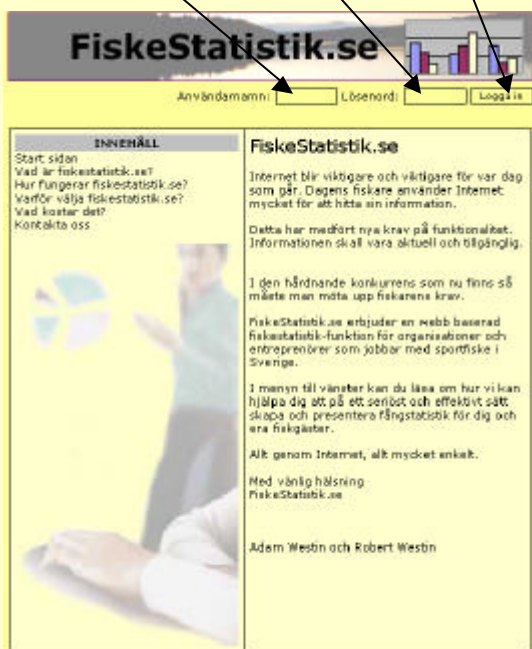 FiskeStatistik.se
Användarnamn: Lösenord: Logga in
INNEHÅLL
Start sidan
Vad är fiskestatistik.se?
Hur fungerar fiskestatistik.se?
Varför välja fiskestatistik.se?
Vad kostar det?
Kontakta oss
FiskeStatistik.se
Internet blir viktigare och viktigare för var dag
som går. Dagens fiskare använder Internet
mycket för att hitta sin information.
Detta har medfört nya krav på funktionalitet.
Informationen skall vara aktuell och tillgänglig.
I den hårdnande konkurrens som nu finns så
måste man möta upp fiskarens krav.
FiskeStatistik.se erbjuder en webb baserad
fiskestatistik-funktion för organisationer och
entreprenörer som jobbar med sportfiske i
Sverige.
I menyn till vänster kan du läsa om hur vi kan
hjälpa dig att på ett seriöst och effektivt sätt
skapa och presentera fångststatistik för dig och
era fiskgäster.
Allt genom Internet, allt mycket enkelt.
Med vänlig hälsning
FiskeStatistik.se
Adam Westin och Robert Westin